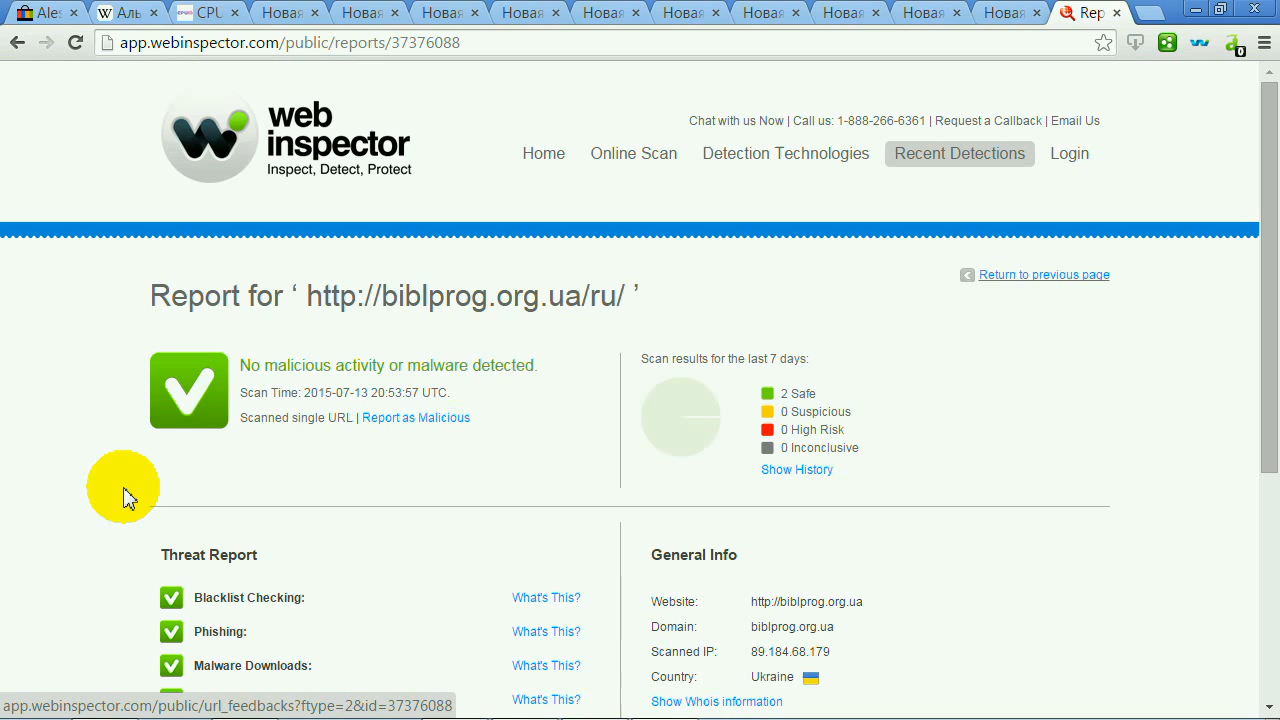 Ales
W Аль
CPU
Новая
Новая
Новая
Новая
Новая
Новая
Новая
Новая
Новая
Новая
Rep
app.webinspector.com/public/reports/37376088
0
web
inspector
Inspect, Detect, Protect
Chat with us Now | Call us: 1-888-266-6361 | Request a Callback | Email Us
Home Online Scan Detection Technologies Recent Detections Login
Return to previous page
Report for ‘ http://biblprog.org.ua/ru/ ’
No malicious activity or malware detected.
Scan Time: 2015-07-13 20:53:57 UTC.
Scanned single URL | Report as Malicious
Scan results for the last 7 days:
2 Safe
0 Suspicious
0 High Risk
0 Inconclusive
Show History
Threat Report
Blacklist Checking: What's This?
Phishing: What's This?
Malware Downloads: What's This?
What's This?
General Info
Website: http://biblprog.org.ua
Domain: biblprog.org.ua
Scanned IP: 89.184.68.179
Country: Ukraine
Show Whois information
app.webinspector.com/public/url_feedbacks?ftype=2&id=37376088